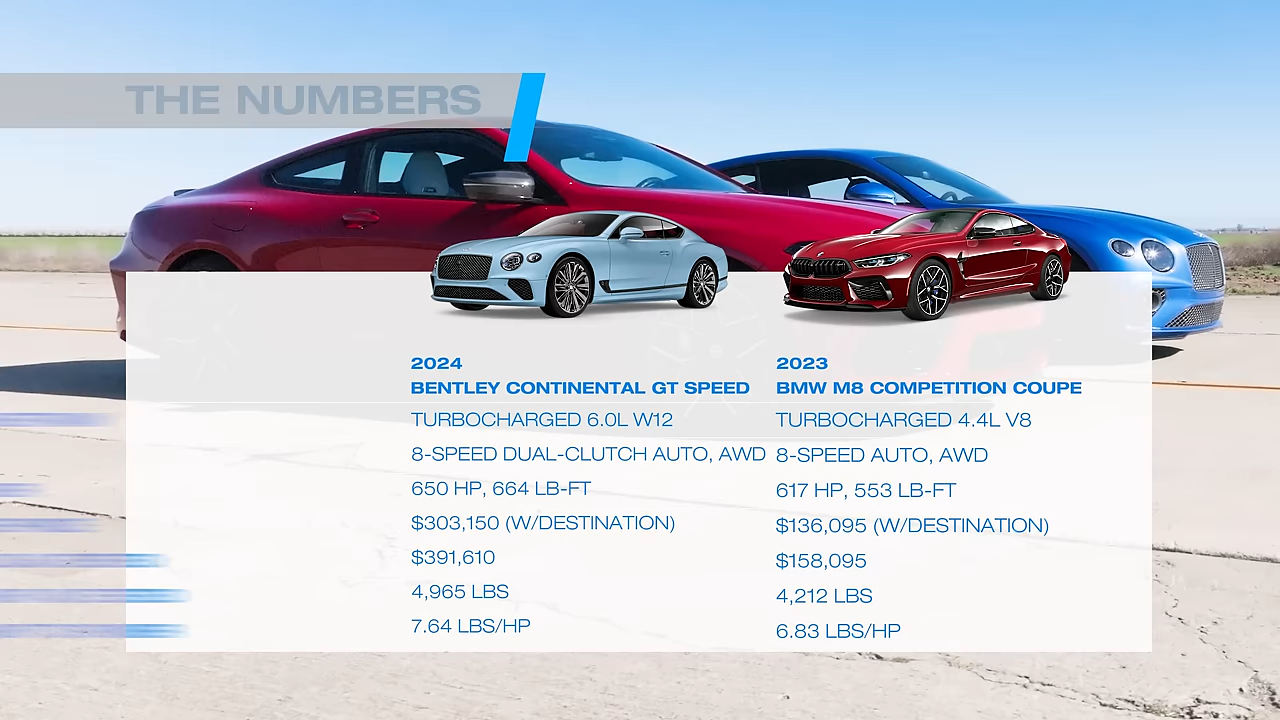 THE NUMBERS
2024
BENTLEY CONTINENTAL GT SPEED
TURBOCHARGED 6.0L W12
8-SPEED DUAL-CLUTCH AUTO, AWD
650 HP, 664 LB-FT
$303,150 (W/DESTINATION)
$391,610
4,965 LBS
7.64 LBS/HP
2023
BMW M8 COMPETITION COUPE
TURBOCHARGED 4.4L V8
8-SPEED AUTO, AWD
617 HP, 553 LB-FT
$136,095 (W/DESTINATION)
$158,095
4,212 LBS
6.83 LBS/HP